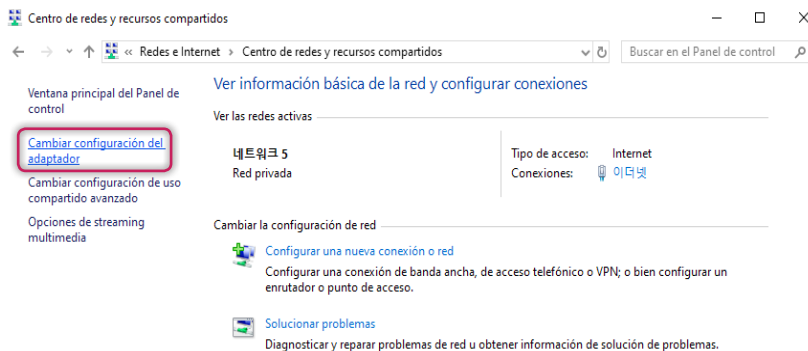 Centro de redes y recursos compartidos
« Redes e Internet › Centro de redes y recursos compartidos
Buscar en el Panel de control
Ventana principal del Panel de
control
Cambiar configuración del
adaptador
Cambiar configuración de uso
compartido avanzado
Opciones de streaming
multimedia
Ver información básica de la red y configurar conexiones
Ver las redes activas
네트워크 5
Red privada
Tipo de acceso: Internet
Conexiones: 이더넷
Cambiar la configuración de red
Configurar una nueva conexión o red
Configurar una conexión de banda ancha, de acceso telefónico o VPN; o bien configurar un
enrutador o punto de acceso.
Solucionar problemas
Diagnosticar y reparar problemas de red u obtener información de solución de problemas.